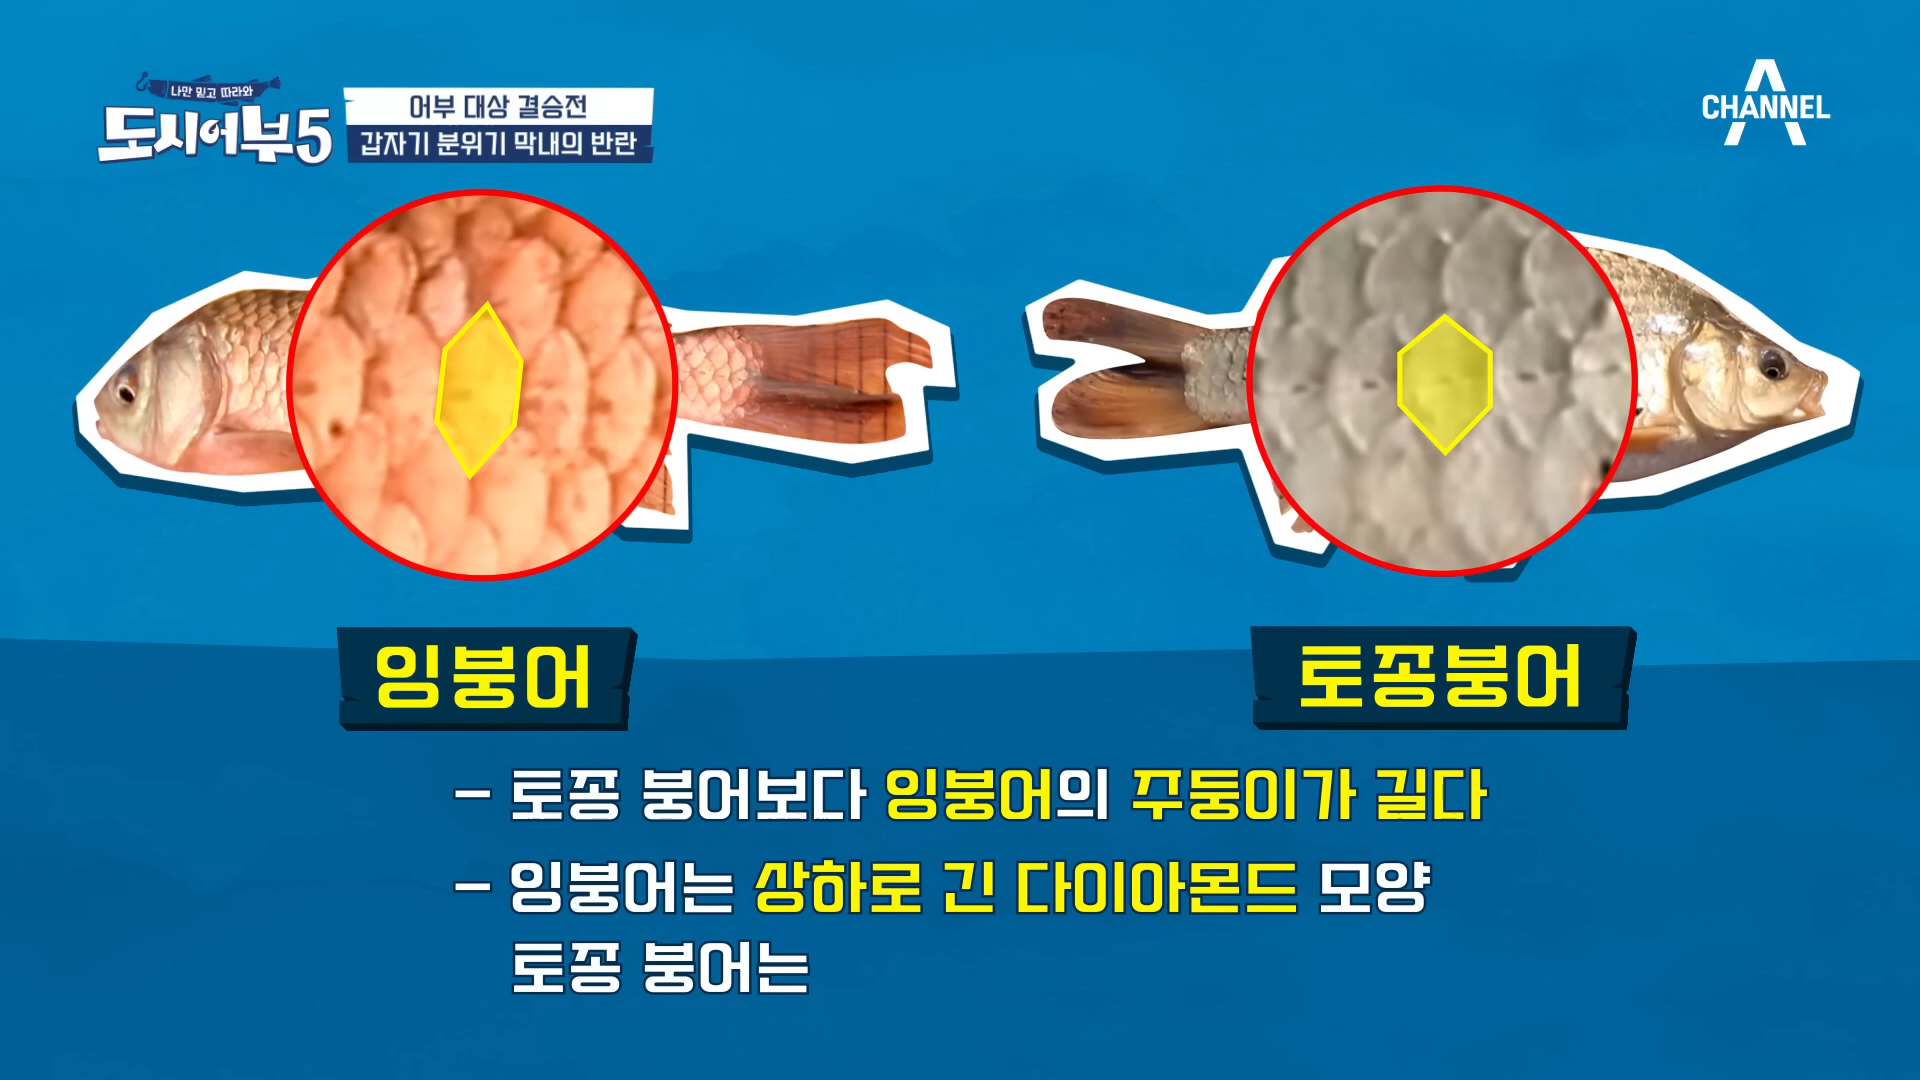 나만 믿고 따라와
도시어부5
어부 대상 결승전
갑자기 분위기 막내의 반란
CHANNEL A
잉붕어
토종붕어
- 토종 붕어보다 잉붕어의 꾸둥이가 길다
- 잉붕어는 상하로 긴 다이아몬드 모양
토종 붕어는